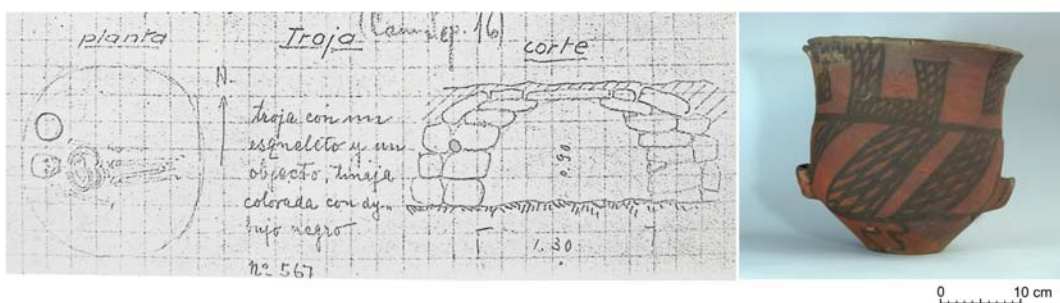 planta
Troja
corte
N.
troja con un
esqueleto y un
objecto, tinaja
colorada con dy-
bujo negro
nº 567
0.90
1.30
0 10 cm